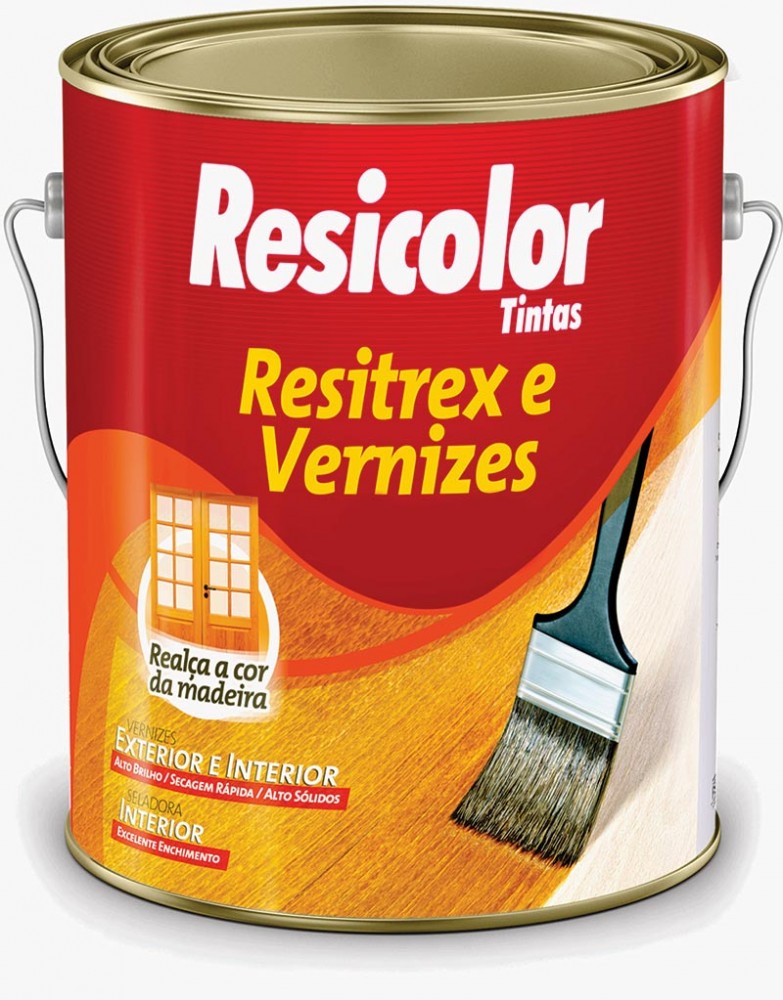 Resicolor
Tintas
Resitrex e
Vernizes
Realça a cor
da madeira
VERNIZES
EXTERIOR E INTERIOR
ALTO BRILHO / SECAGEM RÁPIDA / ALTO SÓLIDOS
SELADORA
INTERIOR
EXCELENTE ENCHIMENTO